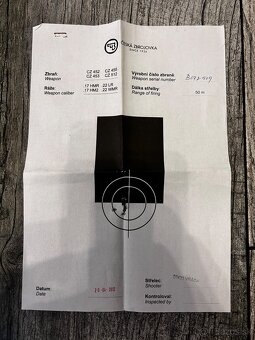 ČESKÁ ZBROJOVKA
SINCE 1936
Zbraň: CZ 452 CZ 455
Weapon CZ 453 CZ 512
Výrobní číslo zbraně
Weapon serial number
Ráže: 17 HMR 22 LR
Weapon caliber 17 HM2 22 WMR
Dálka střelby: 50 m
Range of firing
Datum:
Date
Střelec:
Shooter
Kontroloval:
Inspected by